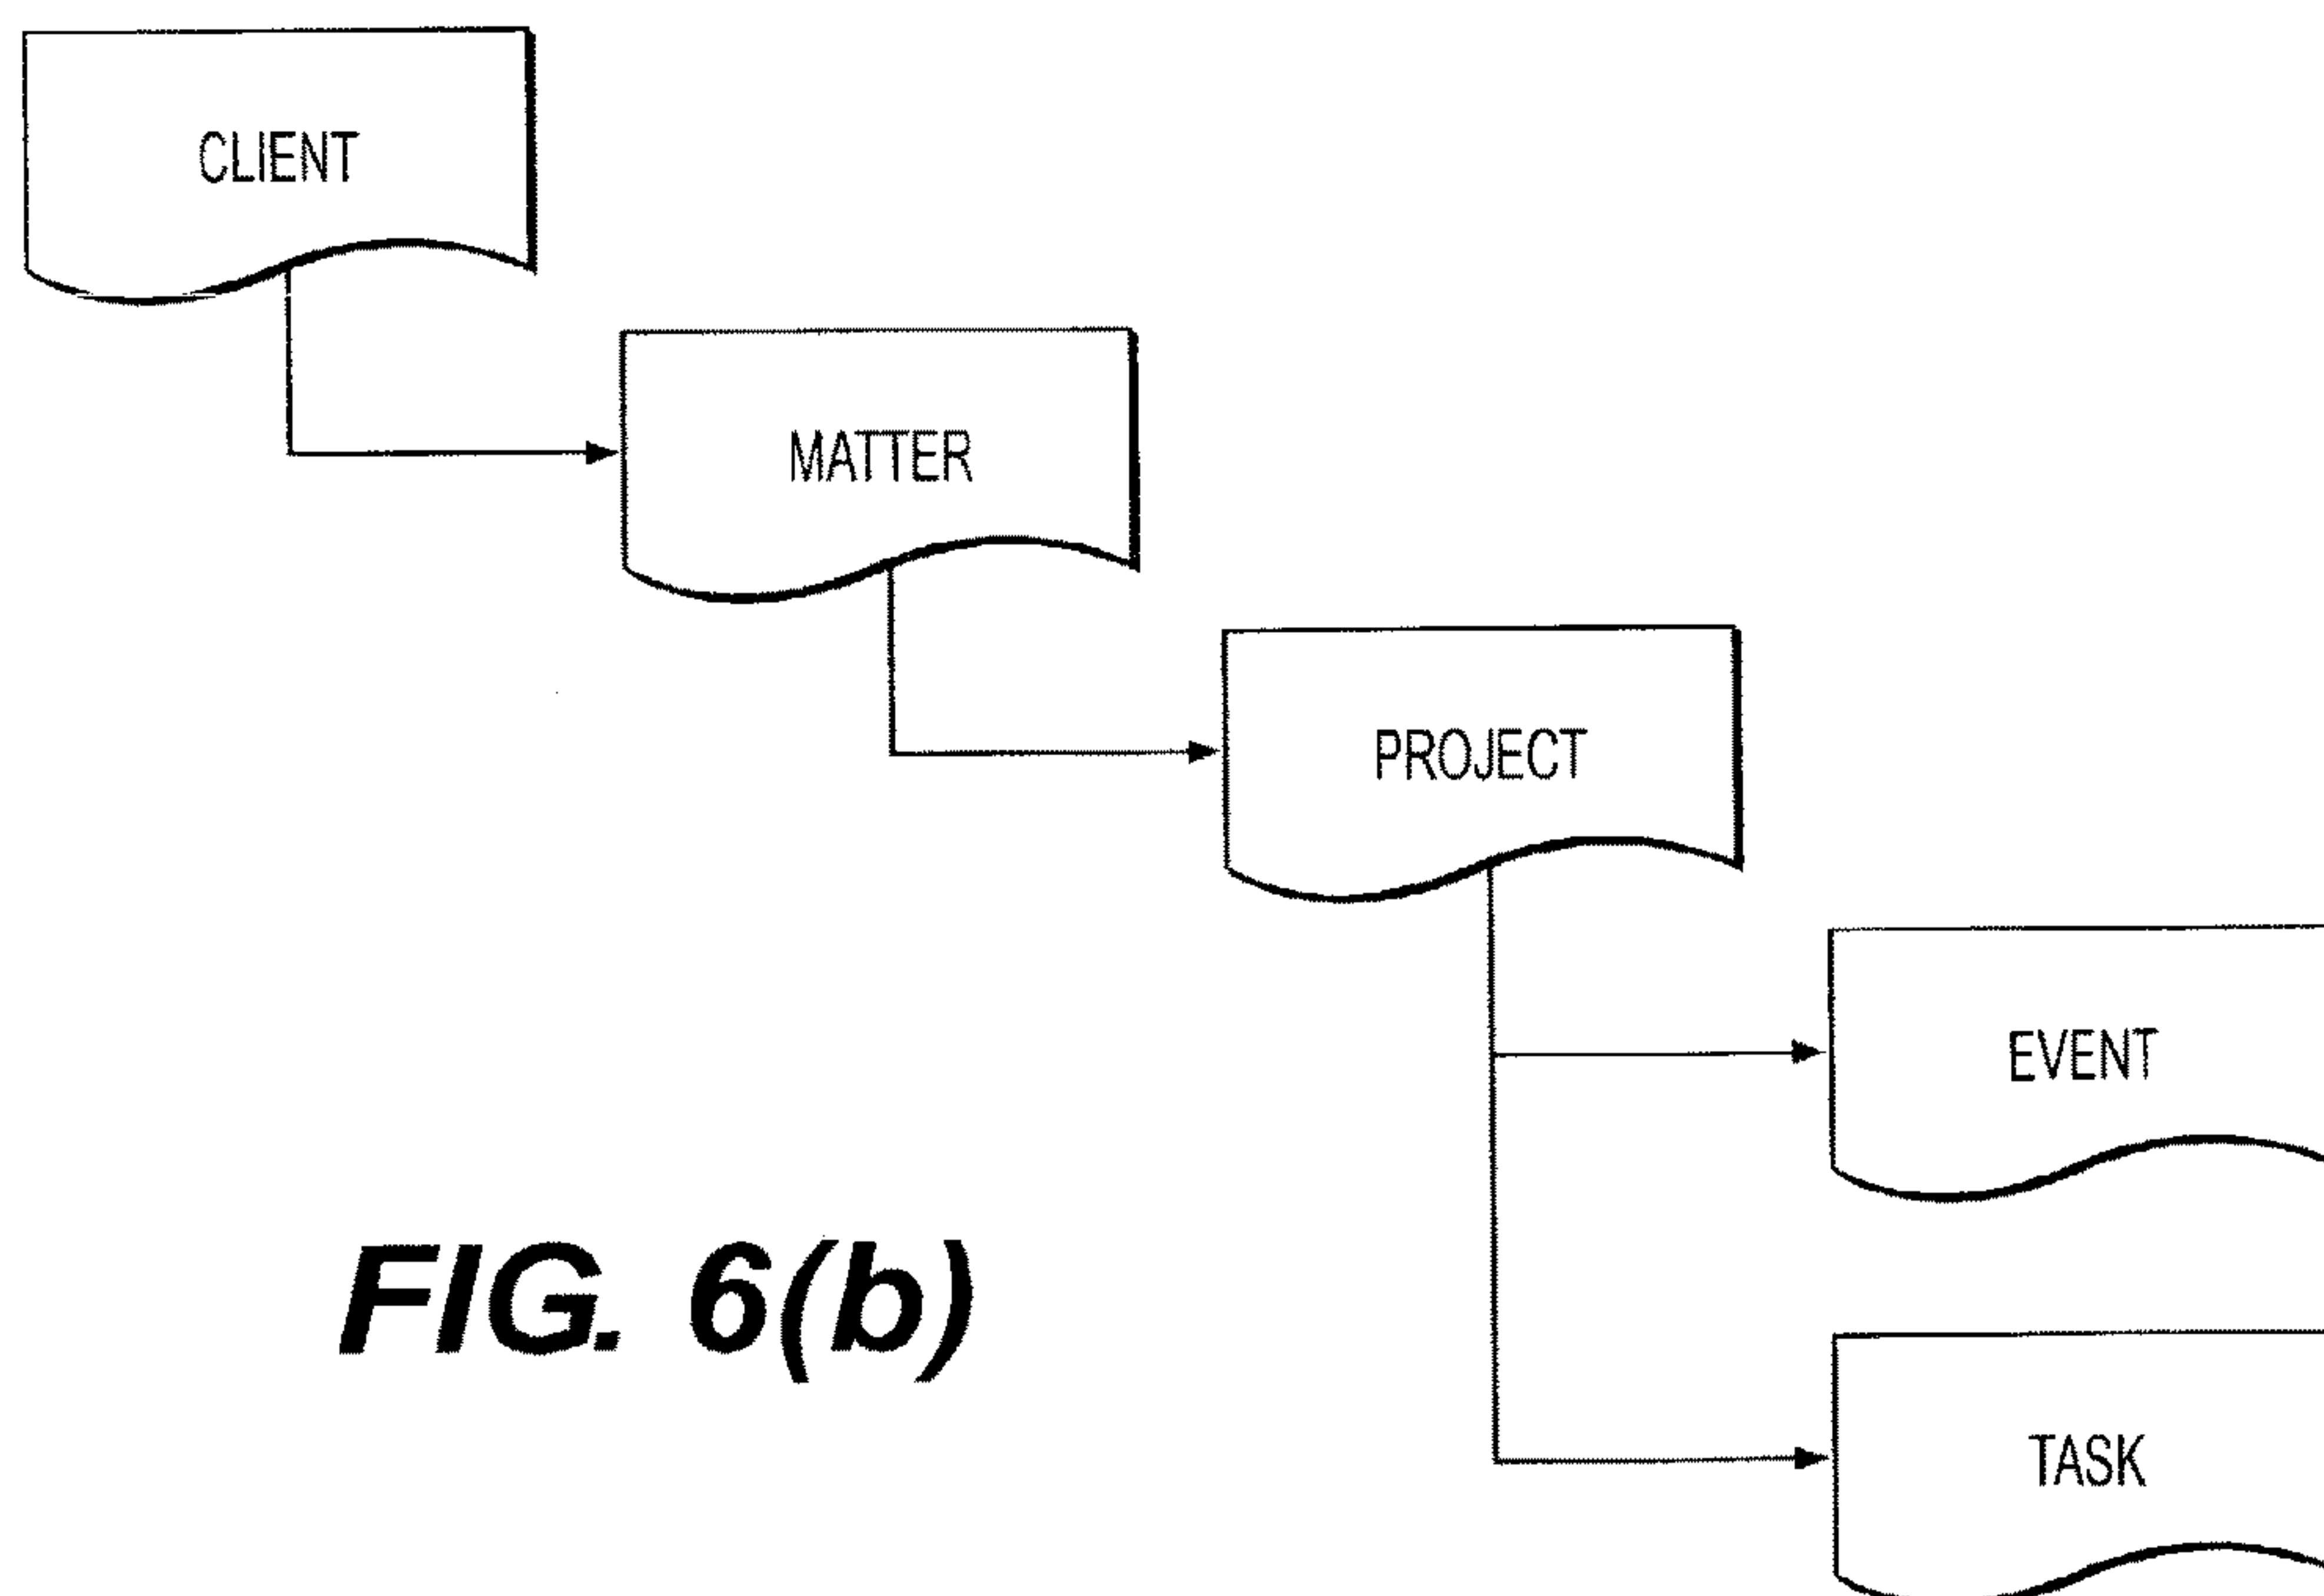 CLIENT
MATTER
PROJECT
EVENT
FIG. 6(b)
TASK